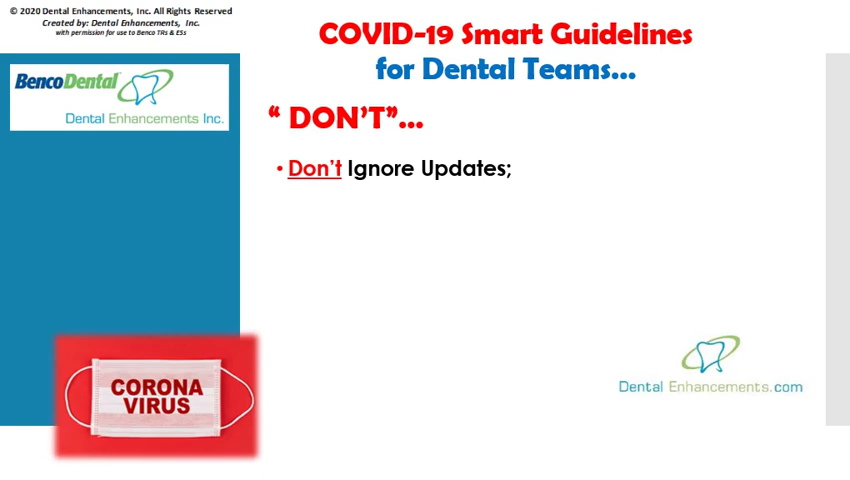 © 2020 Dental Enhancements, Inc. All Rights Reserved
Created by: Dental Enhancements, Inc.
with permission for use to Benco TRs & ESs
BencoDental
Dental Enhancements Inc.
COVID-19 Smart Guidelines
for Dental Teams...
“ DON’T”...
• Don’t Ignore Updates;
CORONA
VIRUS
Dental Enhancements.com